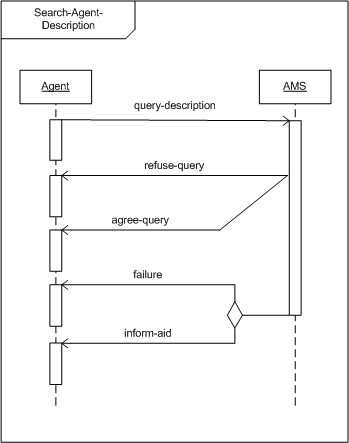 Search-Agent-
Description
Agent
AMS
query-description
refuse-query
agree-query
failure
inform-aid